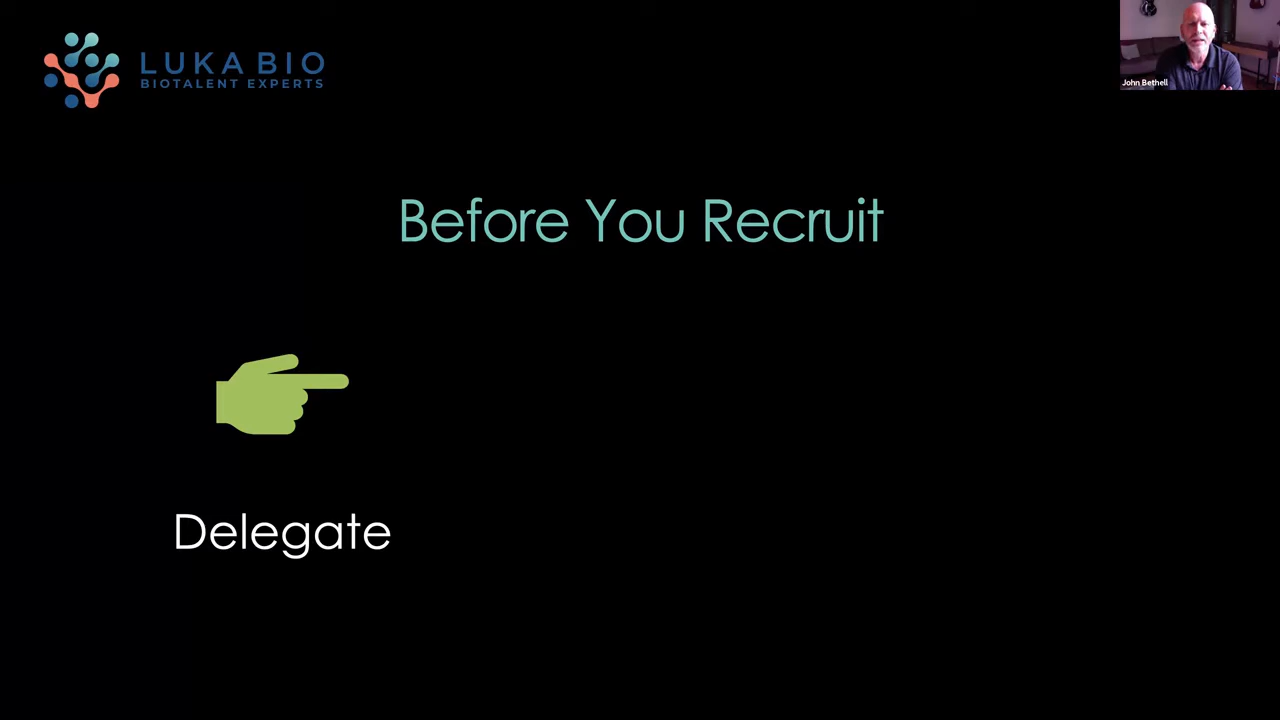 LUKA BIO
BIOTALENT EXPERTS
John Bethell
Before You Recruit
Delegate